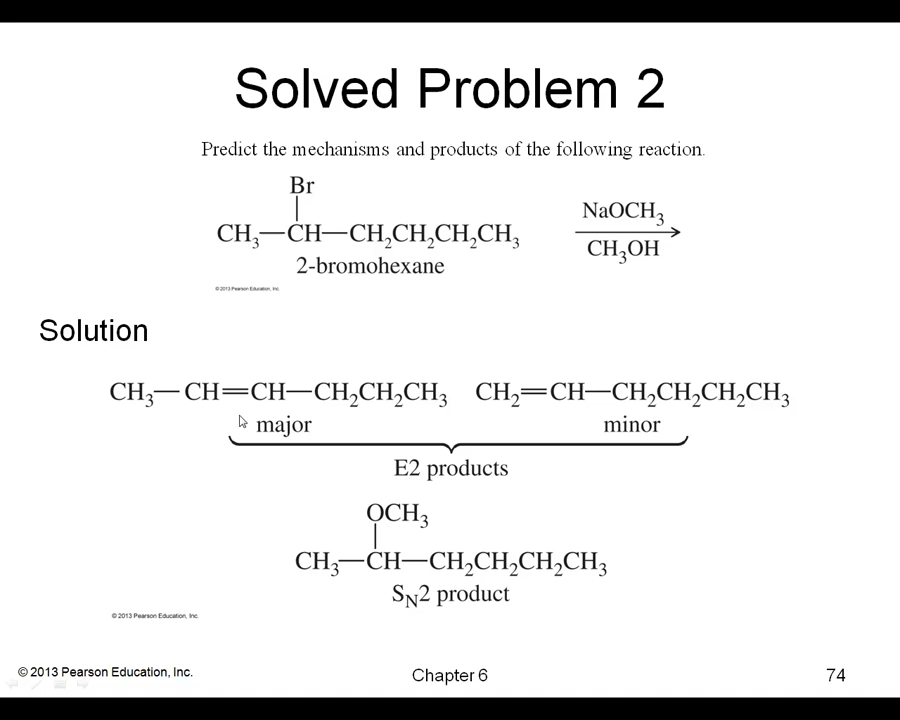 Solved Problem 2
Predict the mechanisms and products of the following reaction.
Br
CH₃—CH—CH₂CH₂CH₂CH₃
2-bromohexane
NaOCH₃
CH₃OH
© 2013 Pearson Education, Inc.
Solution
CH₃—CH=CH—CH₂CH₂CH₃ CH₂=CH—CH₂CH₂CH₂CH₃
major minor
E2 products
OCH₃
CH₃—CH—CH₂CH₂CH₂CH₃
S_N2 product
© 2013 Pearson Education, Inc.
© 2013 Pearson Education, Inc. Chapter 6 74